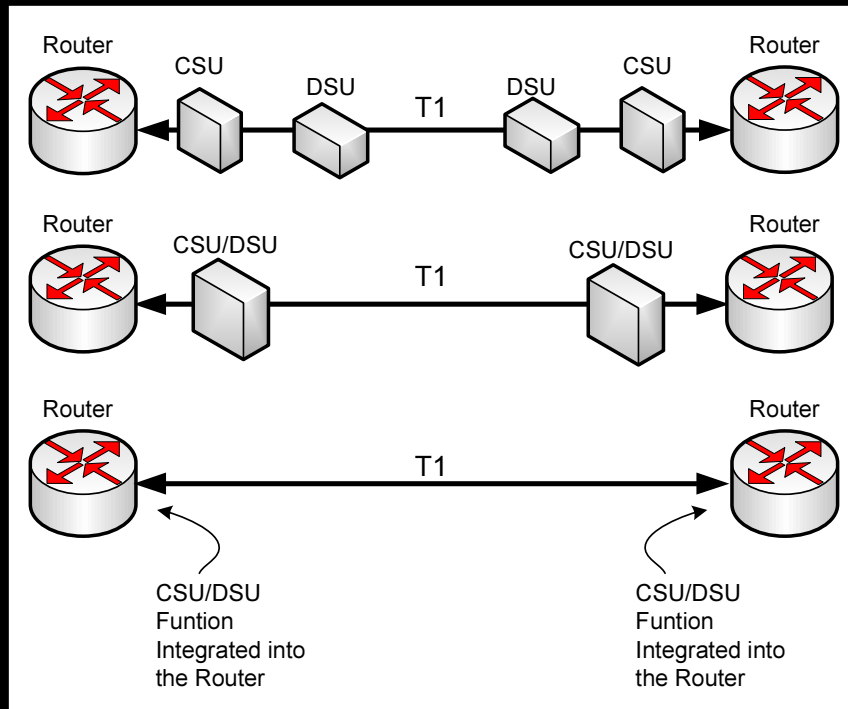 Router
CSU
DSU
T1
DSU
CSU
Router
Router
CSU/DSU
T1
CSU/DSU
Router
Router
T1
Router
CSU/DSU
Funtion
Integrated into
the Router
CSU/DSU
Funtion
Integrated into
the Router